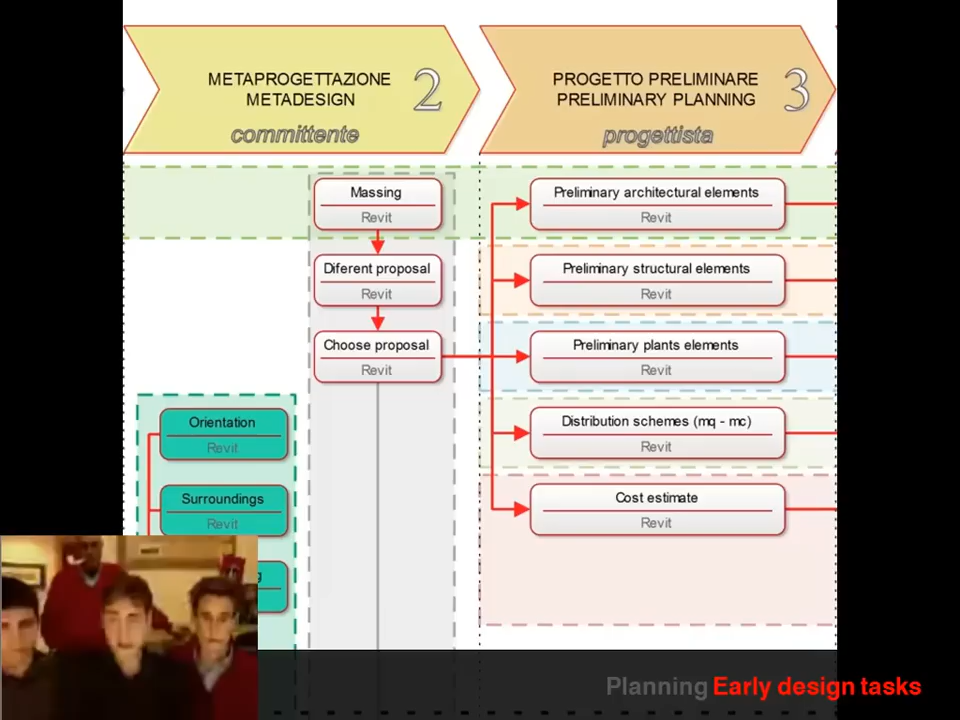 METAPROGETTAZIONE
METADESIGN
2
committente
PROGETTO PRELIMINARE
PRELIMINARY PLANNING
3
progettista
Massing
Revit
Diferent proposal
Revit
Choose proposal
Revit
Orientation
Revit
Surroundings
Revit
Preliminary architectural elements
Revit
Preliminary structural elements
Revit
Preliminary plants elements
Revit
Distribution schemes (mq - mc)
Revit
Cost estimate
Revit
Planning Early design tasks